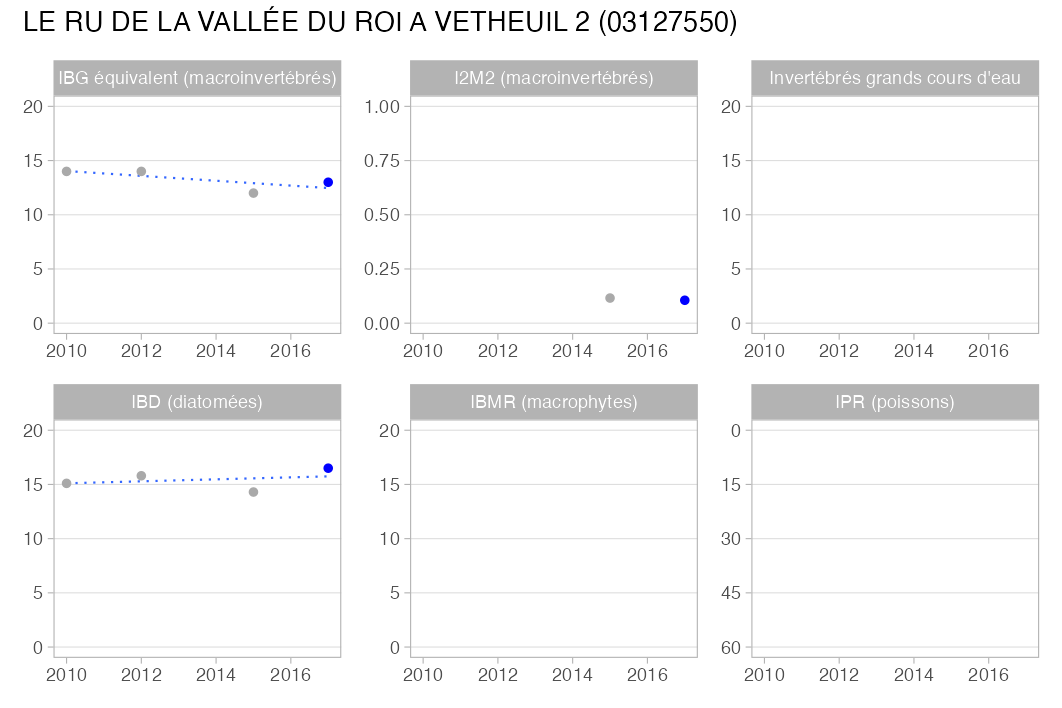 LE RU DE LA VALLÉE DU ROI A VETHEUIL 2 (03127550)
IBG équivalent (macroinvertébrés)
20
15
10
5
0
2010 2012 2014 2016
I2M2 (macroinvertébrés)
1.00
0.75
0.50
0.25
0.00
2010 2012 2014 2016
Invertébrés grands cours d'eau
20
15
10
5
0
2010 2012 2014 2016
IBD (diatomées)
20
15
10
5
0
2010 2012 2014 2016
IBMR (macrophytes)
20
15
10
5
0
2010 2012 2014 2016
IPR (poissons)
0
15
30
45
60
2010 2012 2014 2016